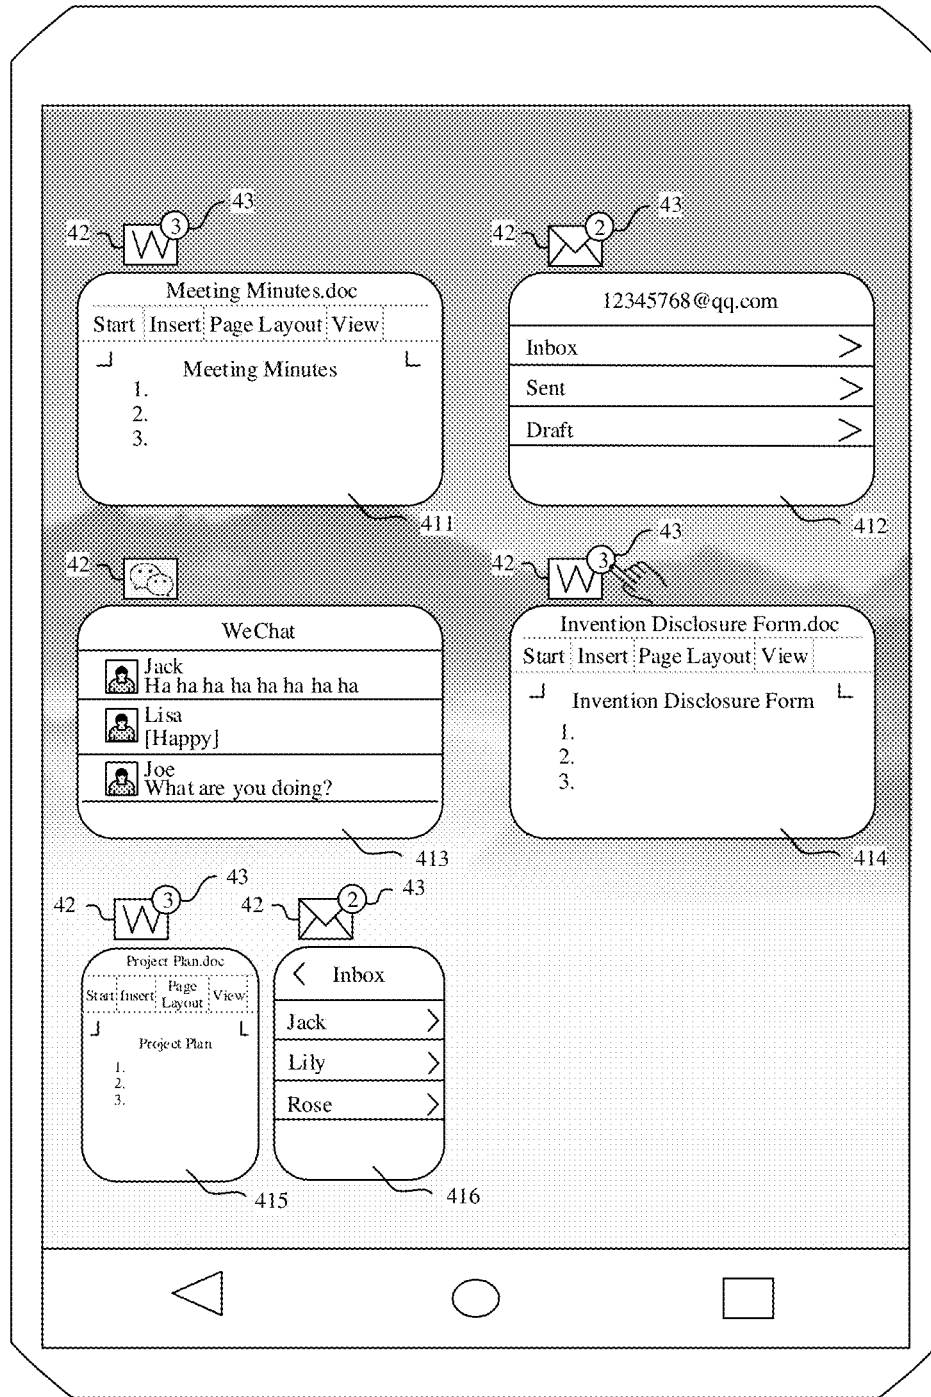 42 W 3 43
42 2 43
Meeting Minutes.doc
Start Insert Page Layout View
Meeting Minutes
1.
2.
3.
411
12345768@qq.com
Inbox >
Sent >
Draft >
412
42
42 W 3 43
WeChat
Jack
Ha ha ha ha ha ha ha ha
Lisa
[Happy]
Joe
What are you doing?
413
Invention Disclosure Form.doc
Start Insert Page Layout View
Invention Disclosure Form
1.
2.
3.
414
42 W 3 43
42 2 43
Project Plan.doc
Start Insert Page Layout View
Project Plan
1.
2.
3.
415
< Inbox
Jack >
Lily >
Rose >
416